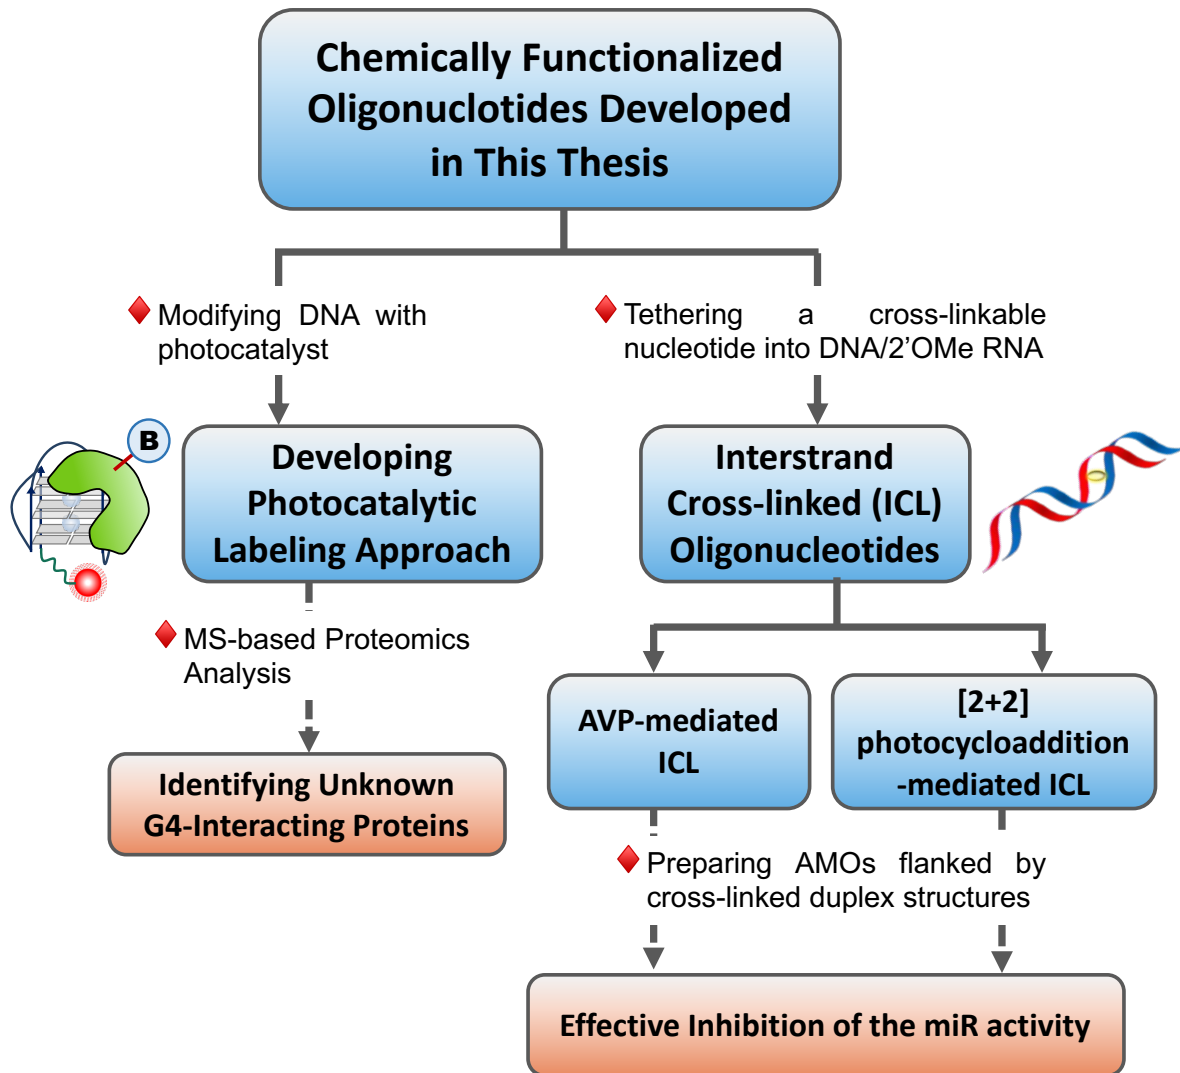 Chemically Functionalized
Oligonuclotides Developed
in This Thesis
Modifying DNA with
photocatalyst
Tethering a cross-linkable
nucleotide into DNA/2'OMe RNA
B
Developing
Photocatalytic
Labeling Approach
Interstrand
Cross-linked (ICL)
Oligonucleotides
MS-based Proteomics
Analysis
AVP-mediated
ICL
[2+2]
photocycloaddition
-mediated ICL
Identifying Unknown
G4-Interacting Proteins
Preparing AMOs flanked by
cross-linked duplex structures
Effective Inhibition of the miR activity